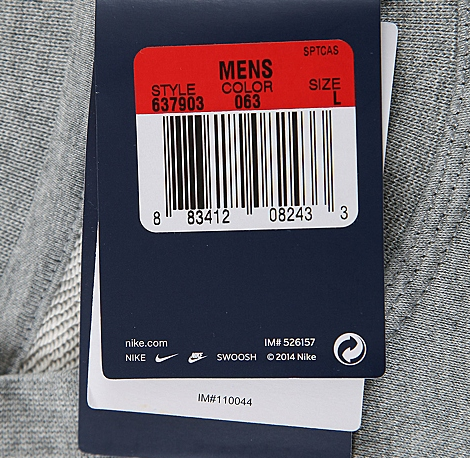 SPTCAS
MENS
STYLE COLOR SIZE
637903 063 L
8 83412 08243 3
nike.com IM# 526157
NIKE SWOOSH © 2014 Nike
IM#110044